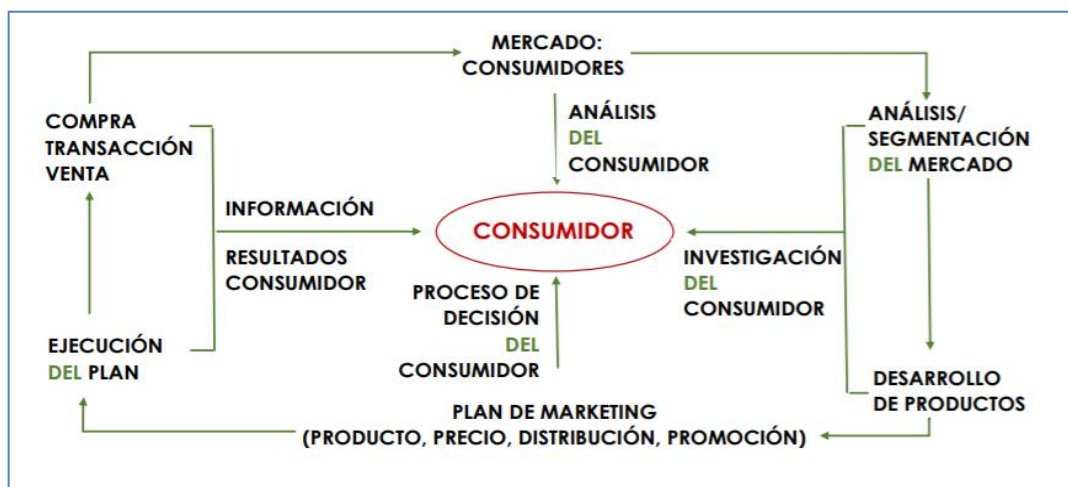 MERCADO:
CONSUMIDORES
COMPRA
TRANSACCIÓN
VENTA
ANÁLISIS
DEL
CONSUMIDOR
ANÁLISIS/
SEGMENTACIÓN
DEL MERCADO
INFORMACIÓN
RESULTADOS
CONSUMIDOR
CONSUMIDOR
INVESTIGACIÓN
DEL
CONSUMIDOR
PROCESO DE
DECISIÓN
DEL
CONSUMIDOR
EJECUCIÓN
DEL PLAN
DESARROLLO
DE PRODUCTOS
PLAN DE MARKETING
(PRODUCTO, PRECIO, DISTRIBUCIÓN, PROMOCIÓN)